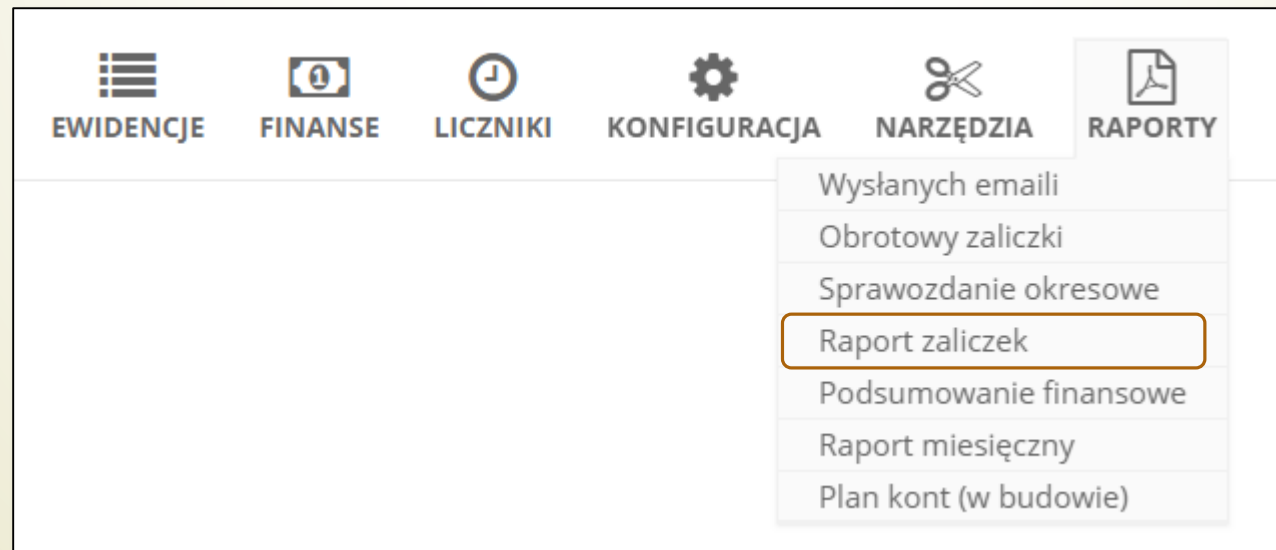 EWIDENCJE FINANSE LICZNIKI KONFIGURACJA NARZĘDZIA RAPORTY
Wysłanych emaili
Obrotowy zaliczki
Sprawozdanie okresowe
Raport zaliczek
Podsumowanie finansowe
Raport miesięczny
Plan kont (w budowie)